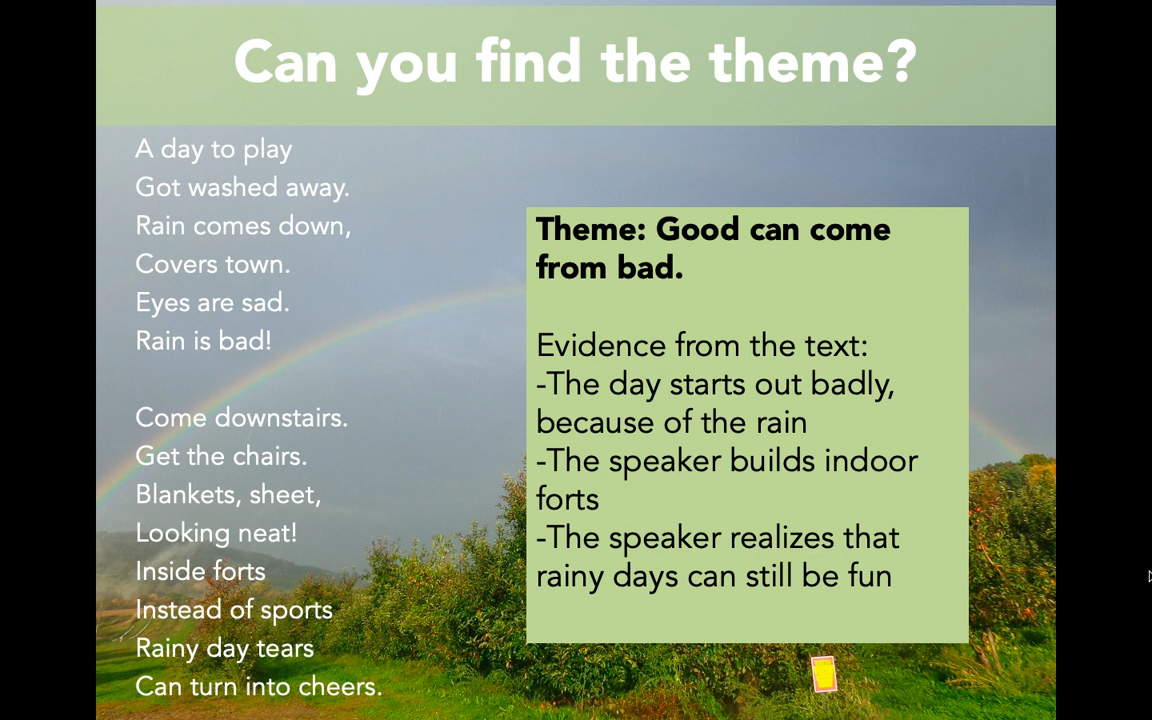 Can you find the theme?
A day to play
Got washed away.
Rain comes down,
Covers town.
Eyes are sad.
Rain is bad!
Come downstairs.
Get the chairs.
Blankets, sheet,
Looking neat!
Inside forts
Instead of sports
Rainy day tears
Can turn into cheers.
Theme: Good can come
from bad.
Evidence from the text:
-The day starts out badly,
because of the rain
-The speaker builds indoor
forts
-The speaker realizes that
rainy days can still be fun